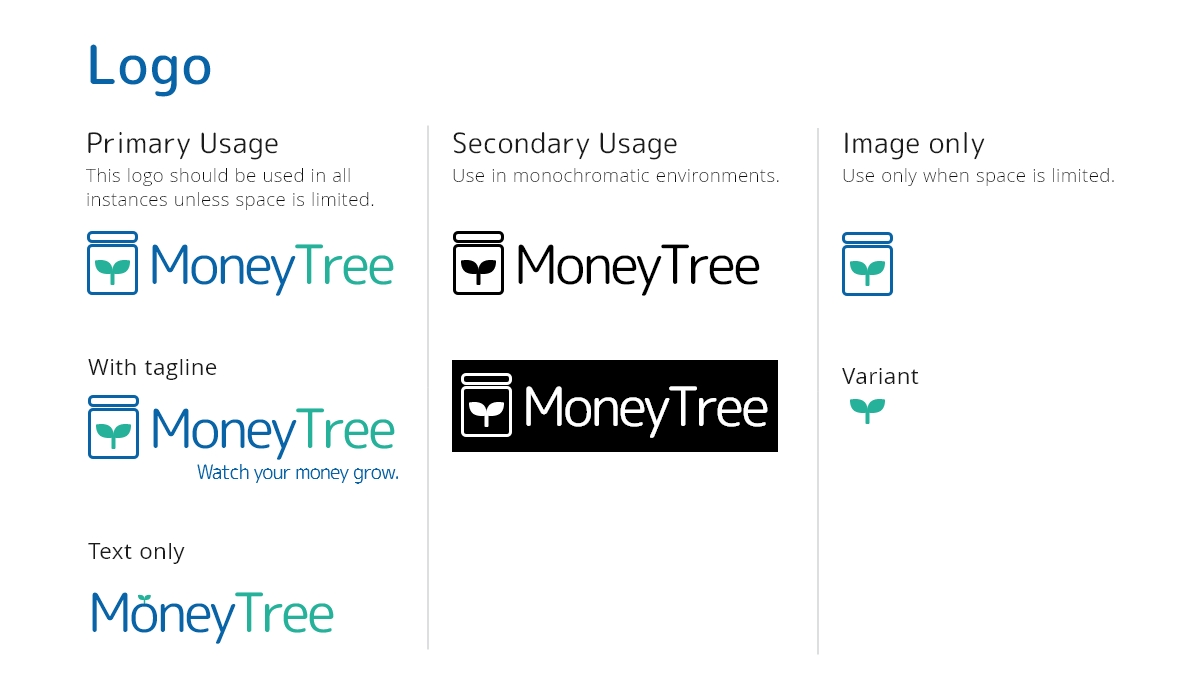 Logo
Primary Usage
This logo should be used in all
instances unless space is limited.
MoneyTree
With tagline
MoneyTree
Watch your money grow.
Text only
MoneyTree
Secondary Usage
Use in monochromatic environments.
MoneyTree
MoneyTree
Image only
Use only when space is limited.
Variant